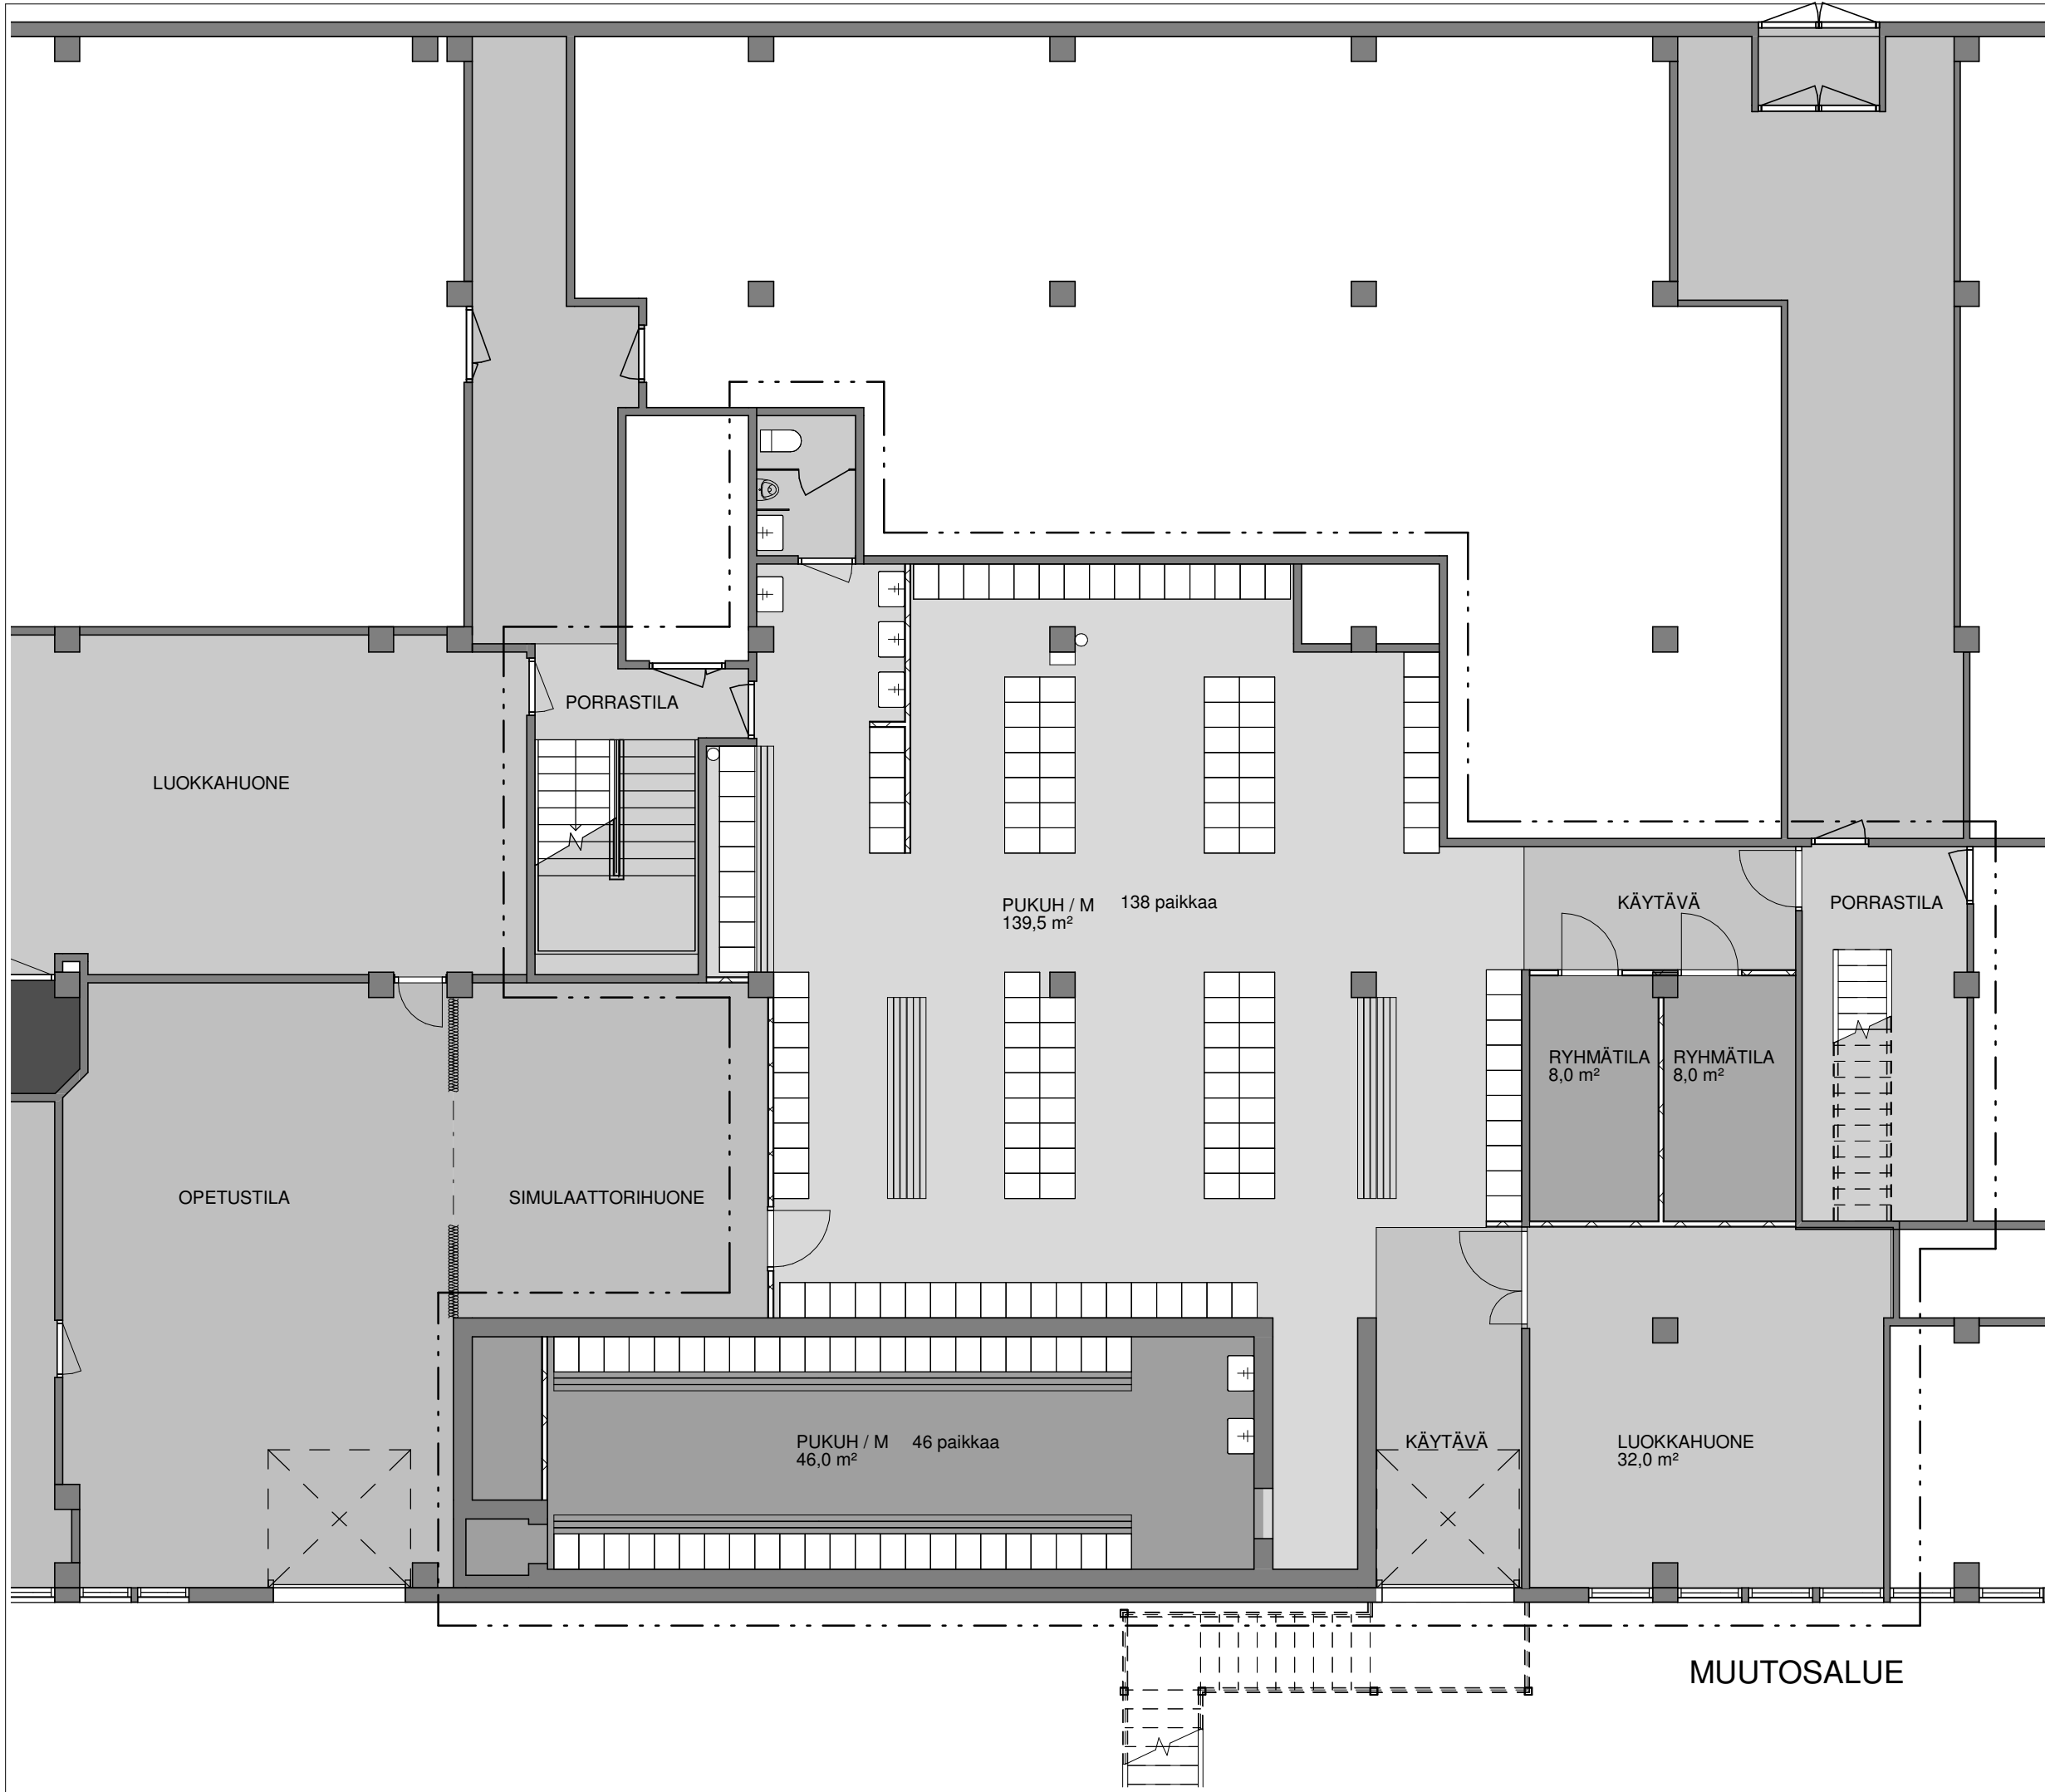 PORRASTILA
LUOKKAHUONE
PUKUH / M 138 paikkaa
139,5 m²
KÄYTÄVÄ
PORRASTILA
RYHMÄTILA
8,0 m²
RYHMÄTILA
8,0 m²
OPETUSTILA
SIMULAATTORIHUONE
PUKUH / M 46 paikkaa
46,0 m²
KÄYTÄVÄ
LUOKKAHUONE
32,0 m²
MUUTOSALUE